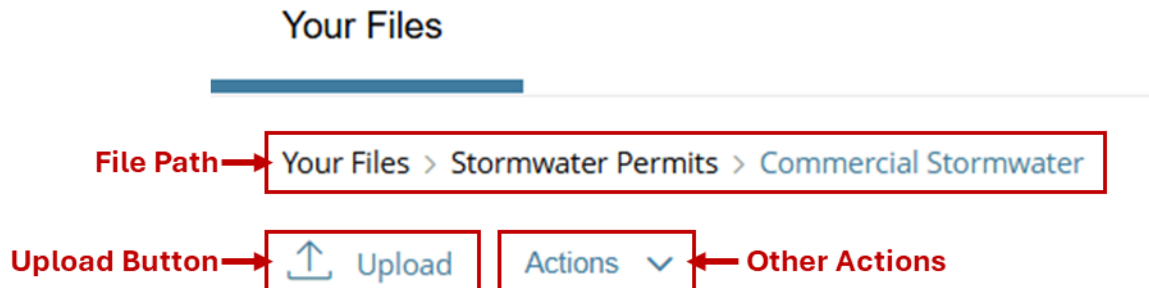 Your Files
File Path Your Files > Stormwater Permits > Commercial Stormwater
Upload Button Upload Actions Other Actions